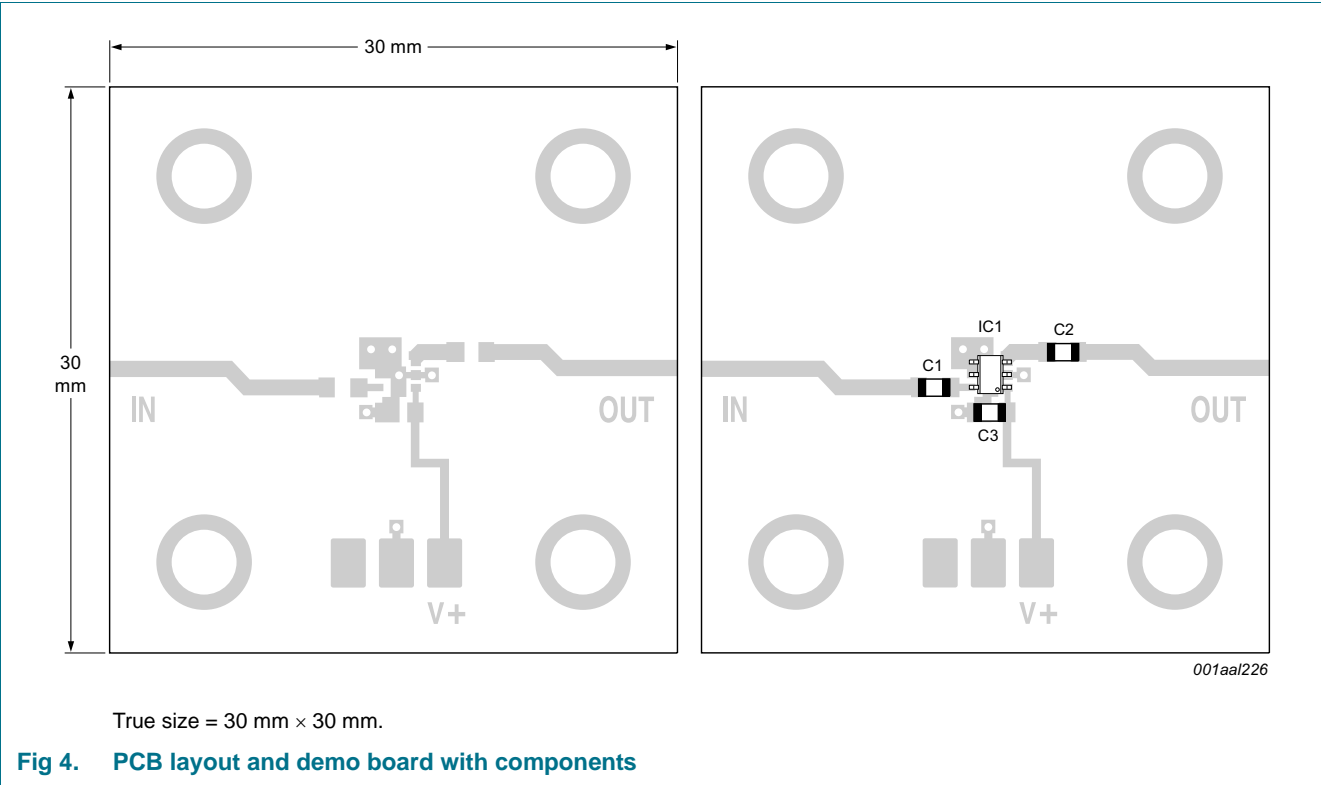 30 mm
30
mm
IN
OUT
V+
IC1
C2
C1
C3
IN
OUT
V+
001aal226
True size = 30 mm × 30 mm.
Fig 4. PCB layout and demo board with components